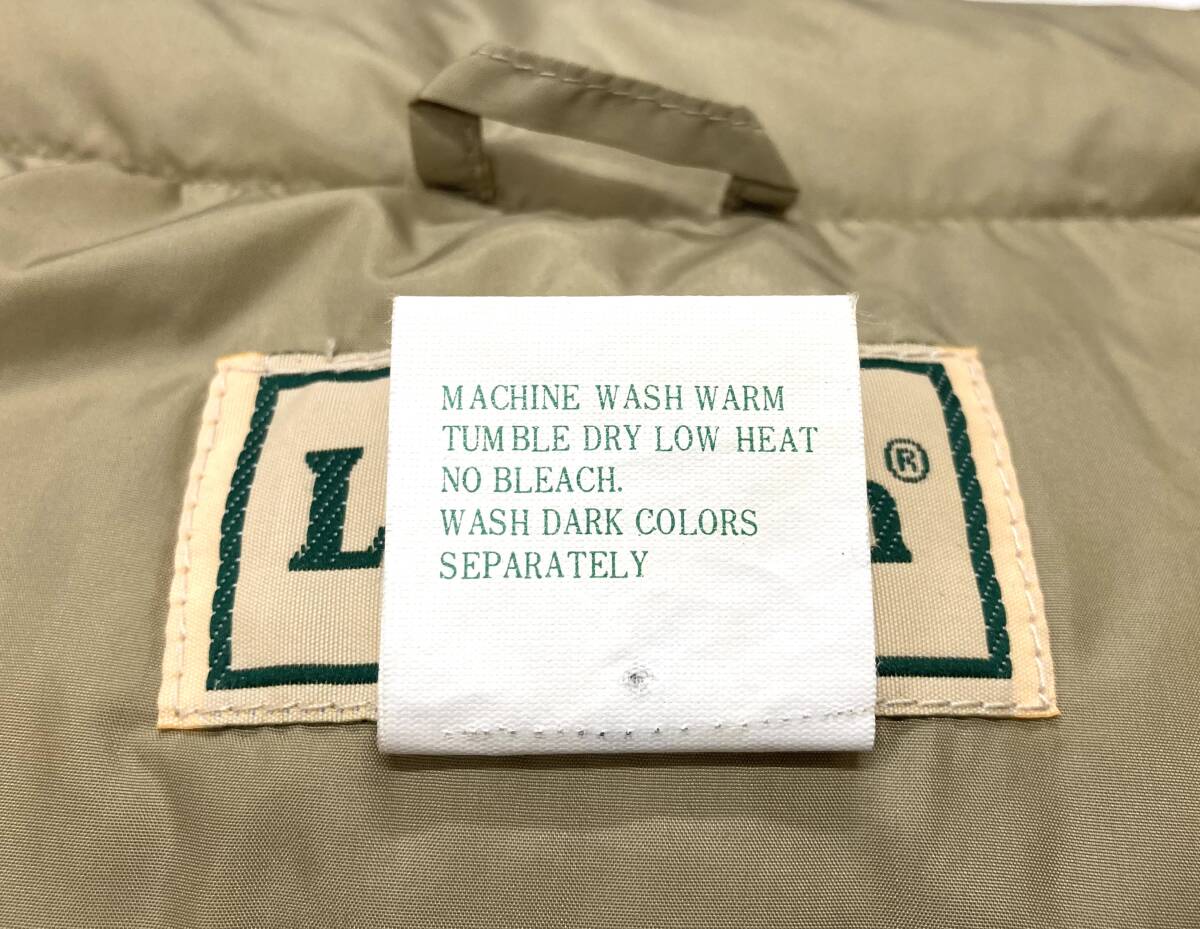 MACHINE WASH WARM
TUMBLE DRY LOW HEAT
NO BLEACH.
WASH DARK COLORS
SEPARATELY
®